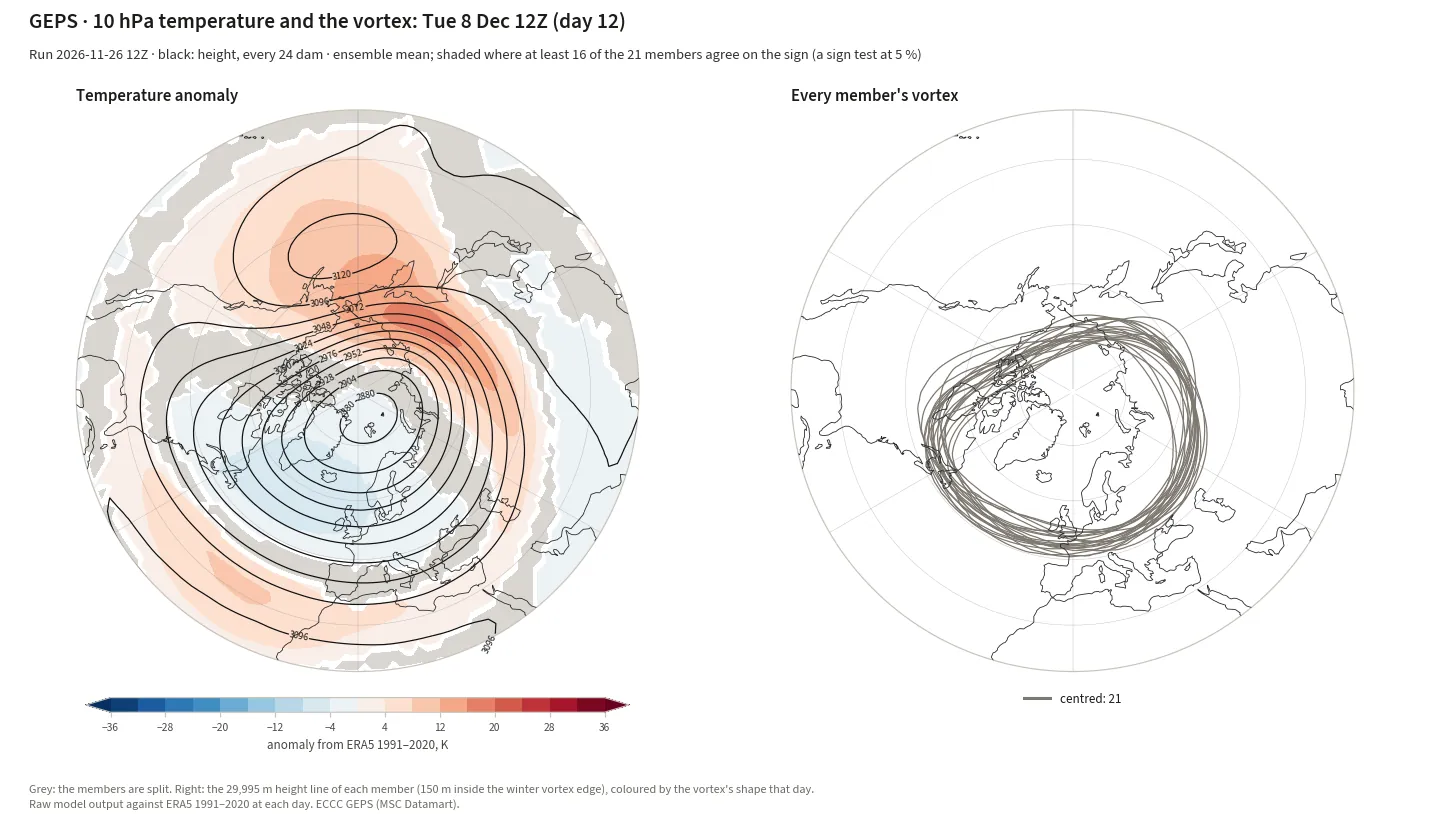 GEPS · 10 hPa temperature and the vortex: Tue 8 Dec 12Z (day 12)
Run 2026-11-26 12Z · black: height, every 24 dam · ensemble mean; shaded where at least 16 of the 21 members agree on the sign (a sign test at 5 %)
Temperature anomaly
Every member's vortex
3120
3096
3072
3048
3024
2976
2952
2928
2904
2880
3096
3096
−36
−28
−20
−12
−4
4
12
20
28
36
anomaly from ERA5 1991–2020, K
centred: 21
Grey: the members are split. Right: the 29,995 m height line of each member (150 m inside the winter vortex edge), coloured by the vortex's shape that day.
Raw model output against ERA5 1991–2020 at each day. ECCC GEPS (MSC Datamart).